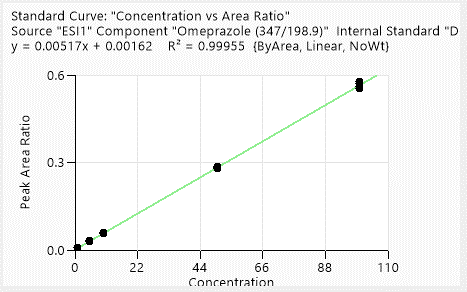 Standard Curve: "Concentration vs Area Ratio"
Source "ESI1" Component "Omeprazole (347/198.9)" Internal Standard "D
y = 0.00517x + 0.00162 R² = 0.99955 {ByArea, Linear, NoWt}
0.6
0.3
0.0
Peak Area Ratio
0 22 44 66 88 110
Concentration